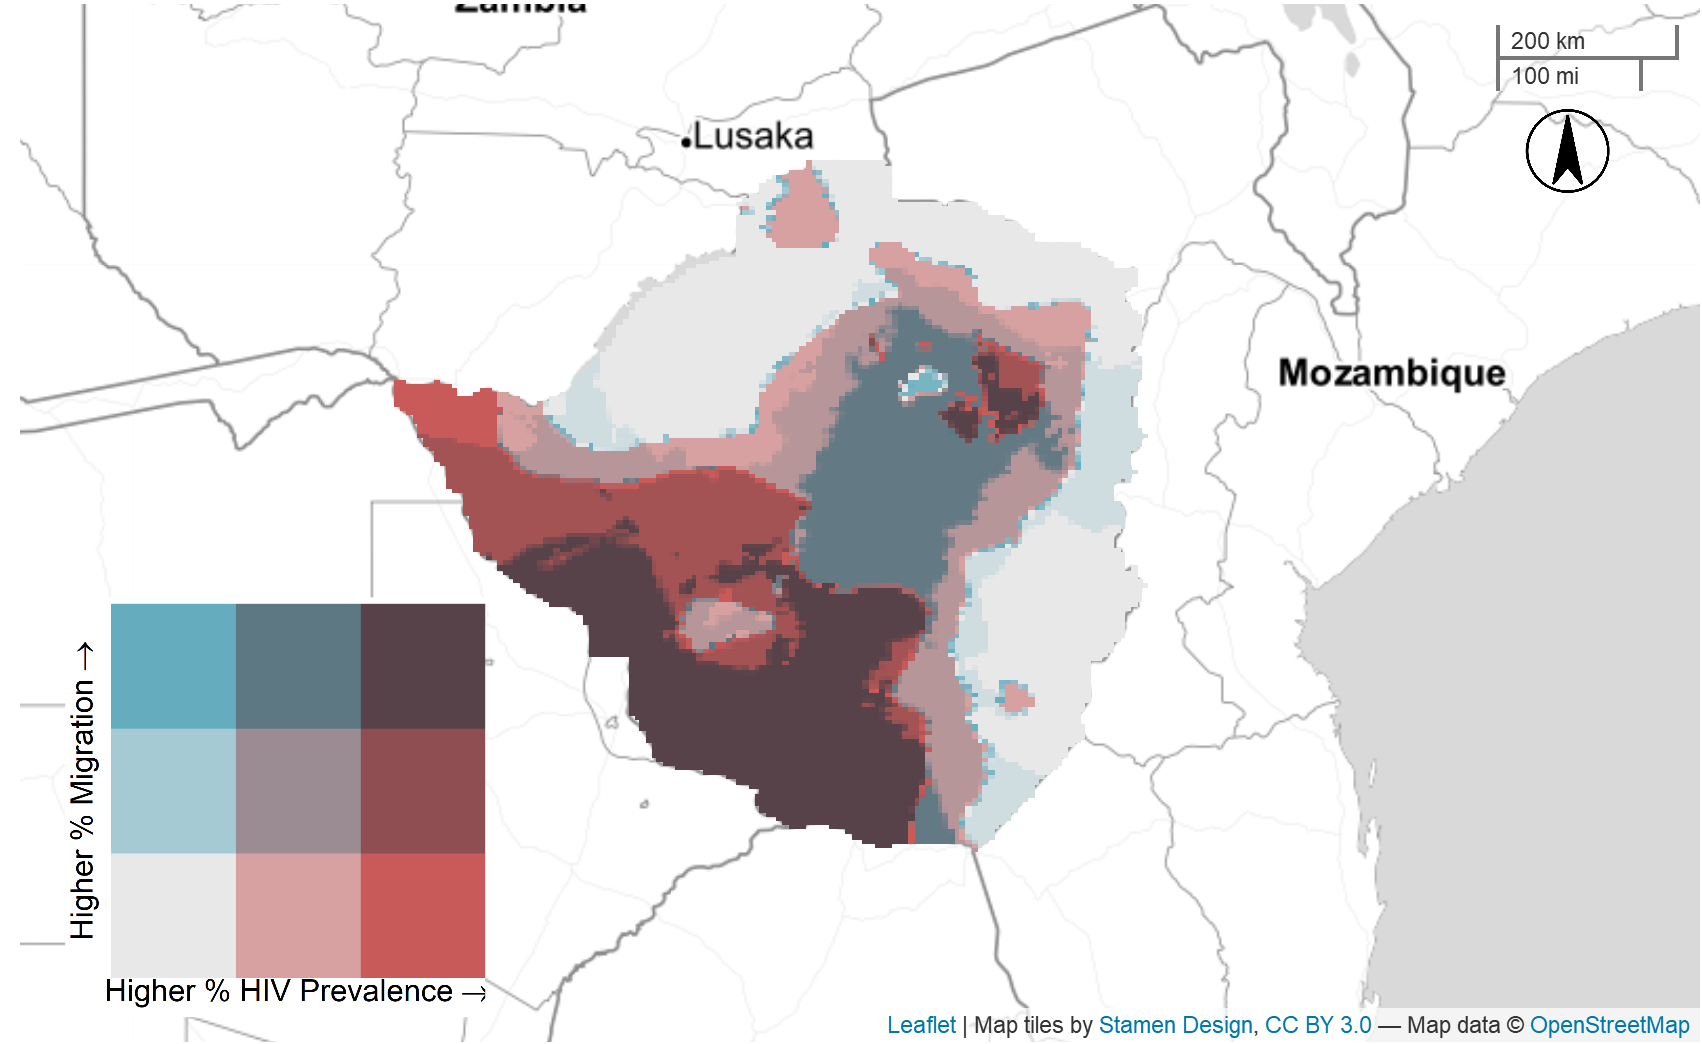 Zambia
200 km
100 mi
Lusaka
Mozambique
Higher % Migration →
Higher % HIV Prevalence →
Leaflet | Map tiles by Stamen Design, CC BY 3.0 — Map data © OpenStreetMap